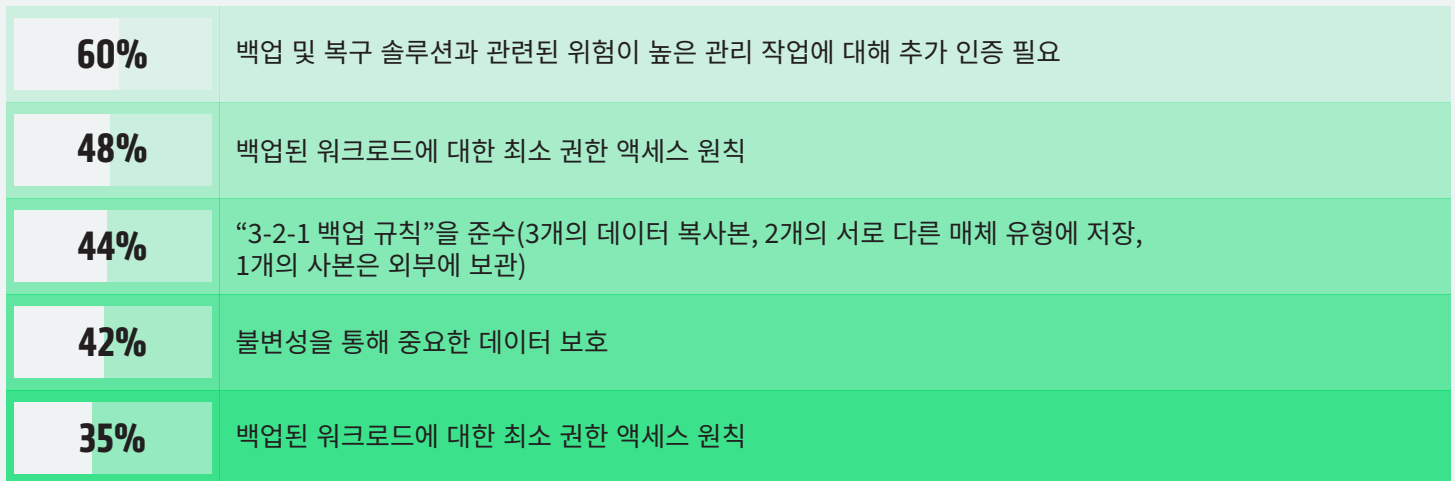 60%
백업 및 복구 솔루션과 관련된 위험이 높은 관리 작업에 대해 추가 인증 필요
48%
백업된 워크로드에 대한 최소 권한 액세스 원칙
44%
“3-2-1 백업 규칙”을 준수(3개의 데이터 복사본, 2개의 서로 다른 매체 유형에 저장,
1개의 사본은 외부에 보관)
42%
불변성을 통해 중요한 데이터 보호
35%
백업된 워크로드에 대한 최소 권한 액세스 원칙